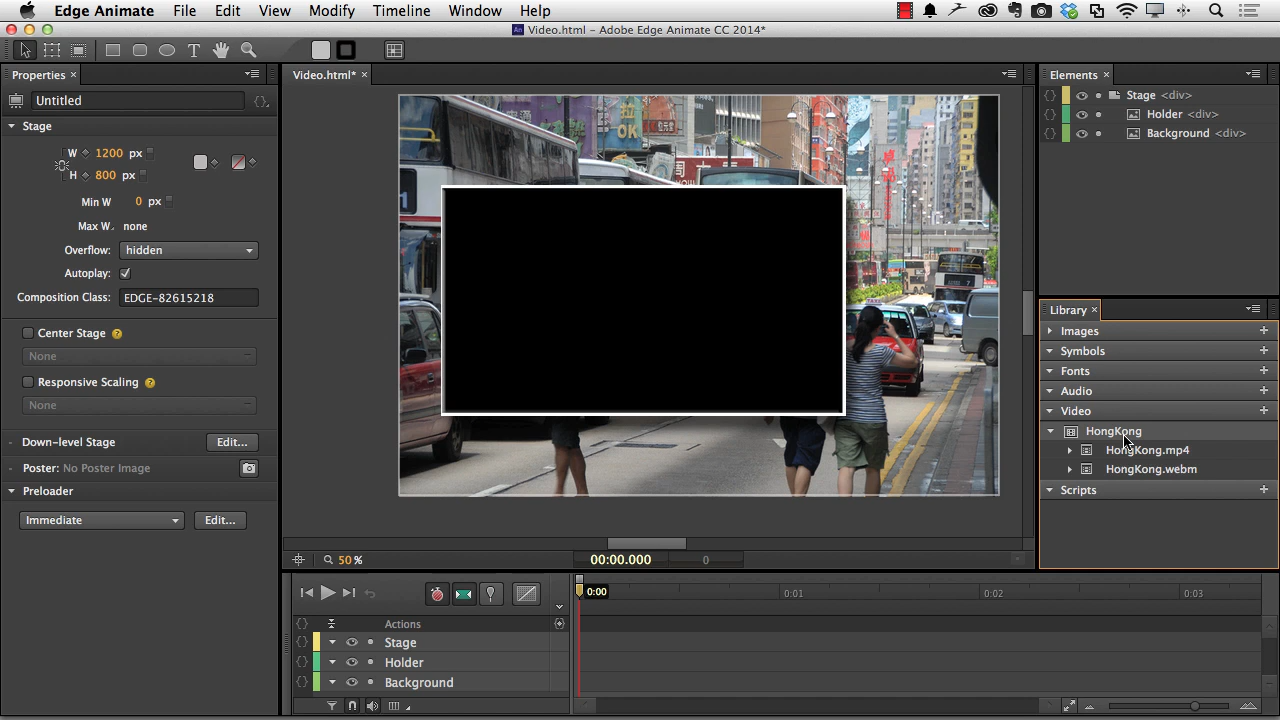 Edge Animate File Edit View Modify Timeline Window Help
An Video.html - Adobe Edge Animate CC 2014*
T
Properties ×
Video.html* ×
Elements ×
Untitled {}
Stage <div>
Holder <div>
Background <div>
Stage
W 1200 px
H 800 px
Min W 0 px
Max W. none
Overflow: hidden
Autoplay:
Composition Class: EDGE-82615218
Center Stage ?
None
Responsive Scaling ?
None
Down-level Stage Edit...
Poster: No Poster Image
Preloader
Immediate Edit...
OK
TAXI
Library ×
Images +
Symbols +
Fonts +
Audio +
Video
HongKong
HongKong.mp4
HongKong.webm
Scripts +
50 %
00:00.000
0
0:00
0:01
0:02
0:03
Actions
Stage
Holder
Background